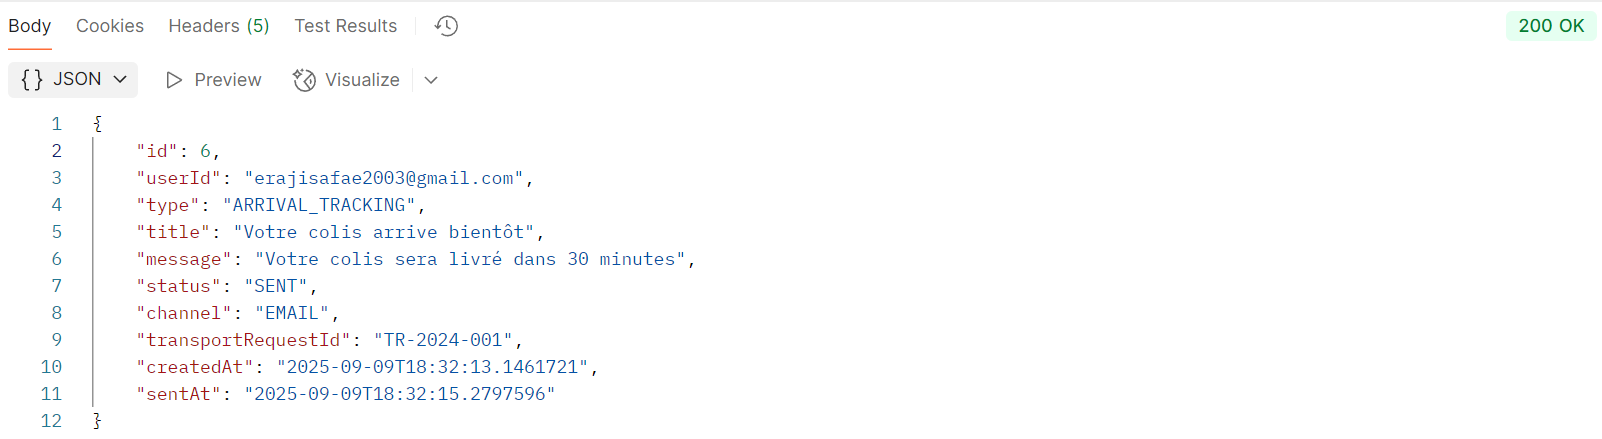 Body Cookies Headers (5) Test Results 200 OK
{} JSON Preview Visualize
1 {
2 "id": 6,
3 "userId": "erajisafae2003@gmail.com",
4 "type": "ARRIVAL_TRACKING",
5 "title": "Votre colis arrive bientôt",
6 "message": "Votre colis sera livré dans 30 minutes",
7 "status": "SENT",
8 "channel": "EMAIL",
9 "transportRequestId": "TR-2024-001",
10 "createdAt": "2025-09-09T18:32:13.1461721",
11 "sentAt": "2025-09-09T18:32:15.2797596"
12 }